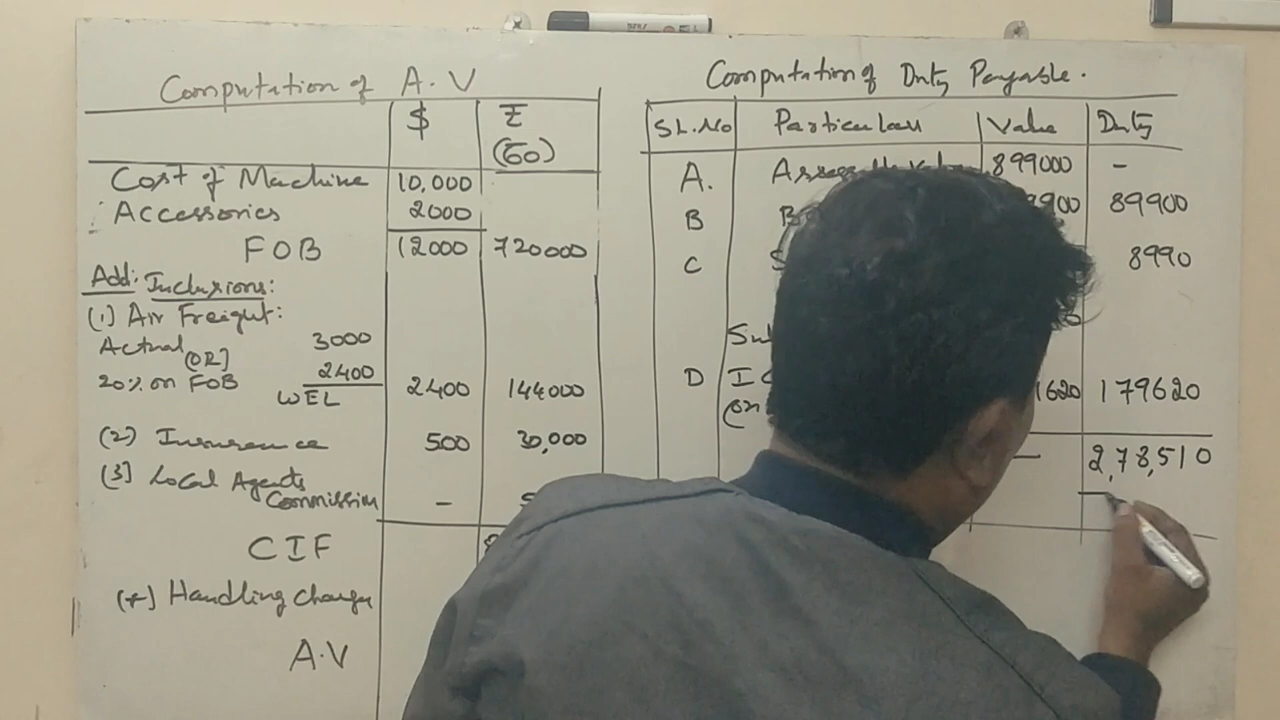 Computation of A.V
$ ₹
(60)
Cost of Machine 10,000
Accessories 2000
FOB 12000 720000
Add: Inclusions:
(1) Air Freight:
Actual 3000
(OR)
20% on FOB 2400
WEL 2400 144000
(2) Insurance 500 30,000
(3) Local Agents
Commission -
CIF
(+) Handling Charges
A.V
Computation of Duty Payable.
SL.No Particulars Value Duty
A. 899000 -
B 89900
C 8990
D 179620
— 2,78,510